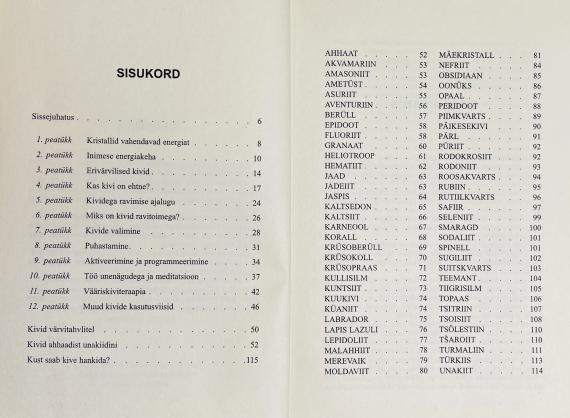 SISUKORD
Sissejuhatus . . . . . . . . . . . . . . . . 6
1. peatükk Kristallid vahendavad energiat . . . . 8
2. peatükk Inimese energiakeha . . . . . . . 10
3. peatükk Erivärvilised kivid . . . . . . . . 14
4. peatükk Kas kivi on ehtne? . . . . . . . . 17
5. peatükk Kividega ravimise ajalugu . . . . . 24
6. peatükk Miks on kivid ravitoimega? . . . . . 26
7. peatükk Kivide valimine . . . . . . . . 28
8. peatükk Puhastamine . . . . . . . . . 31
9. peatükk Aktiveerimine ja programmeerimine . . . 34
10. peatükk Töö unenägudega ja meditatsioon . . . 37
11. peatükk Vääriskiviteraapia . . . . . . . 42
12. peatükk Muud kivide kasutusviisid . . . . . 46
Kivid värvitahvlitel . . . . . . . . . . . . 50
Kivid ahhaadist unakiidini . . . . . . . . . . 52
Kust saab kive hankida? . . . . . . . . . . .115
AHHAAT . . . . . 52
AKVAMARIIN . . . 53
AMASONIIT . . . . 53
AMETÜST . . . . . 54
ASURIIT . . . . . 55
AVENTURIIN . . . . 56
BERÜLL . . . . . 57
EPIDOOT . . . . . 58
FLUORIIT . . . . . 58
GRANAAT . . . . . 60
HELIOTROOP . . . 61
HEMATIIT . . . . . 62
JAAD . . . . . . 63
JADEIIT . . . . . 63
JASPIS . . . . . . 64
KALTSEDON . . . . 65
KALTSIIT . . . . . 66
KARNEOOL . . . . 67
KORALL . . . . . 68
KRÜSOBERÜLL . . . 69
KRÜSOKOLL . . . . 70
KRÜSOPRAAS . . . 71
KULLISILM . . . . 72
KUNTSIIT . . . . . 73
KUUKIVI . . . . . 74
KÜANIIT . . . . . 74
LABRADOR . . . . 75
LAPIS LAZULI . . . 76
LEPIDOLIIT . . . . 77
MALAHHIIT . . . . 78
MEREVAIK . . . . 79
MOLDAVIIT . . . . 80
MÄEKRISTALL . . . 81
NEFRIIT . . . . . 84
OBSIDIAAN . . . . 85
OONÜKS . . . . . 86
OPAAL . . . . . . 87
PERIDOOT . . . . 88
PIIMKVARTS . . . . 89
PÄIKESEKIVI . . . . 90
PÄRL . . . . . . 91
PÜRIIT . . . . . . 92
RODOKROSIIT . . . 92
RODONIIT . . . . 93
ROOSAKVARTS . . . 94
RUBIIN . . . . . . 95
RUTIILKVARTS . . . 96
SAFIIR . . . . . . 97
SELENIIT . . . . . 99
SMARAGD . . . . 100
SODALIIT . . . . . 101
SPINELL . . . . . 101
SUGILIIT . . . . . 102
SUITSKVARTS . . . 103
TEEMANT . . . . . 104
TIIGRISILM . . . . 105
TOPAAS . . . . . 106
TSITRIIN . . . . . 107
TSOISIIT . . . . . 108
TSÖLESTIIN . . . . 110
TŠAROIIT . . . . . 110
TURMALIIN . . . . 111
TÜRKIIS . . . . . 113
UNAKIIT . . . . . 114